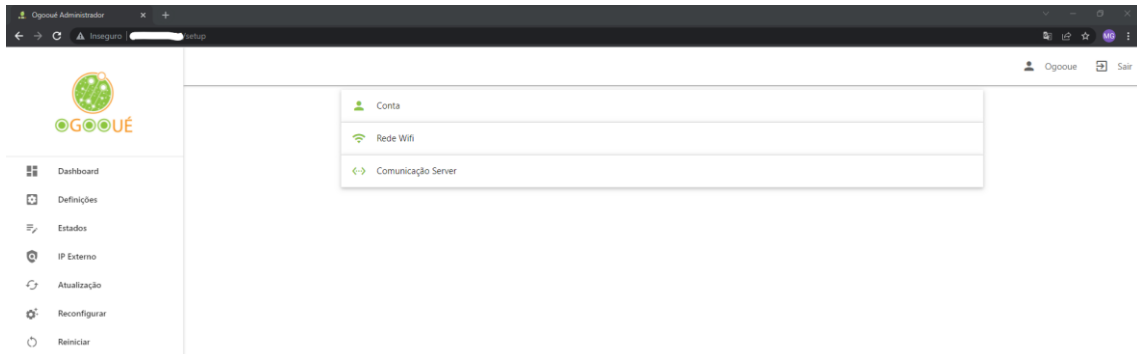 Ogooué Administrador
Inseguro | /setup
MG
Ogooue Sair
OGOOUÉ
Conta
Rede Wifi
Comunicação Server
Dashboard
Definições
Estados
IP Externo
Atualização
Reconfigurar
Reiniciar